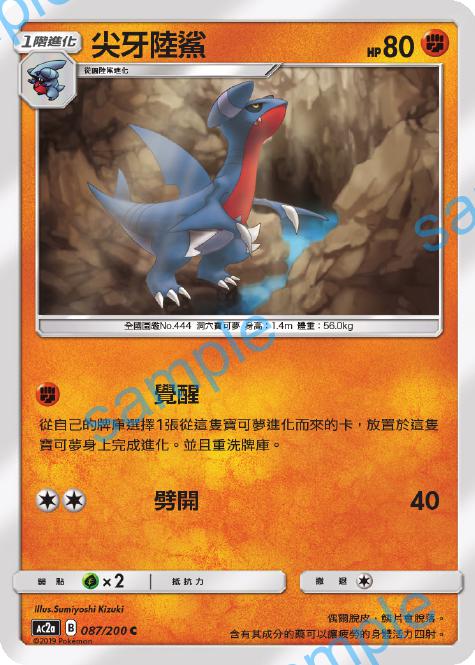 1階進化
尖牙陸鯊
HP 80
從圓陸鯊進化
全國圖鑑No.444 洞穴寶可夢 身高：1.4m 體重：56.0kg
覺醒
從自己的牌庫選擇1張從這隻寶可夢進化而來的卡，放置於這隻
寶可夢身上完成進化。並且重洗牌庫。
劈開 40
弱點 ×2 抵抗力 撤退
illus.Sumiyoshi Kizuki
AC2a B 087/200 C
©2019 Pokémon
偶爾脫皮，鱗片會脫落。
含有其成分的藥可以讓疲勞的身體活力四射。
sample
sample
sample
sample